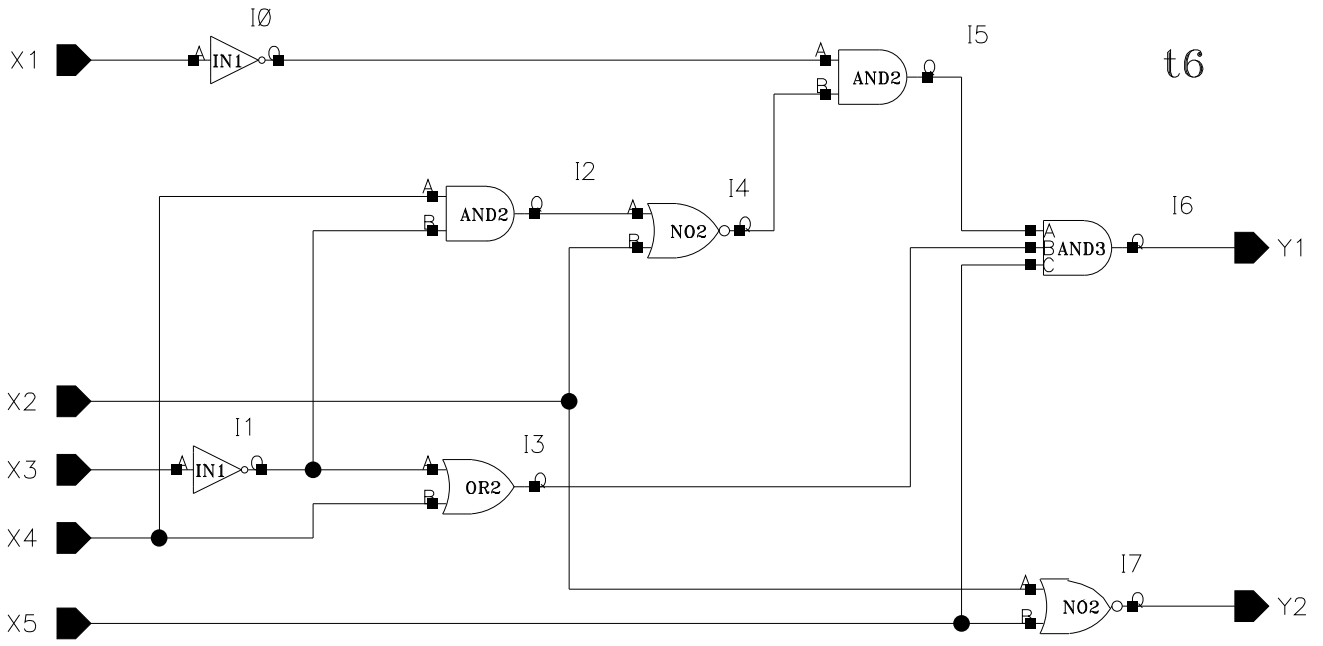 I0
X1
A
IN1
Q
A
B
AND2
Q
I5
t6
I2
A
B
AND2
Q
A
B
NO2
Q
I4
I6
A
B
C
AND3
Q
Y1
X2
I1
X3
A
IN1
Q
I3
A
B
OR2
Q
X4
I7
X5
A
B
NO2
Q
Y2